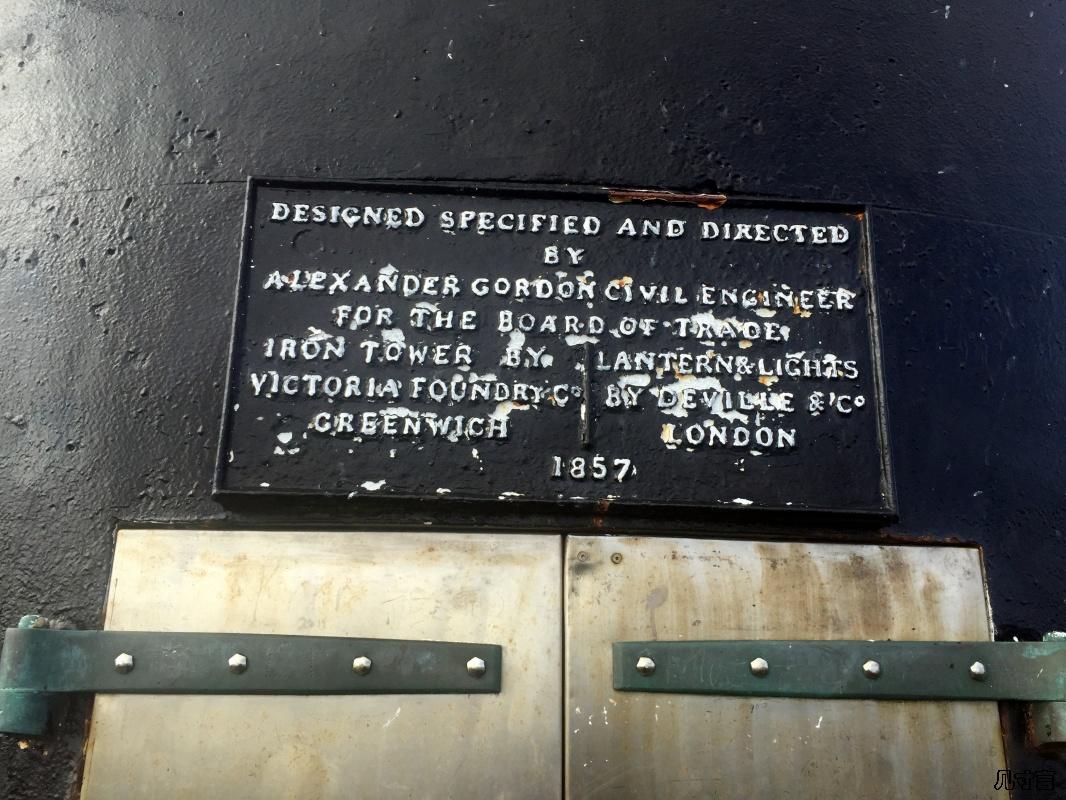 DESIGNED SPECIFIED AND DIRECTED
BY
ALEXANDER GORDON CIVIL ENGINEER
FOR THE BOARD OF TRADE
IRON TOWER BY
VICTORIA FOUNDRY Co
GREENWICH
LANTERN & LIGHTS
BY DEVILLE & Co
LONDON
1857
几寸言